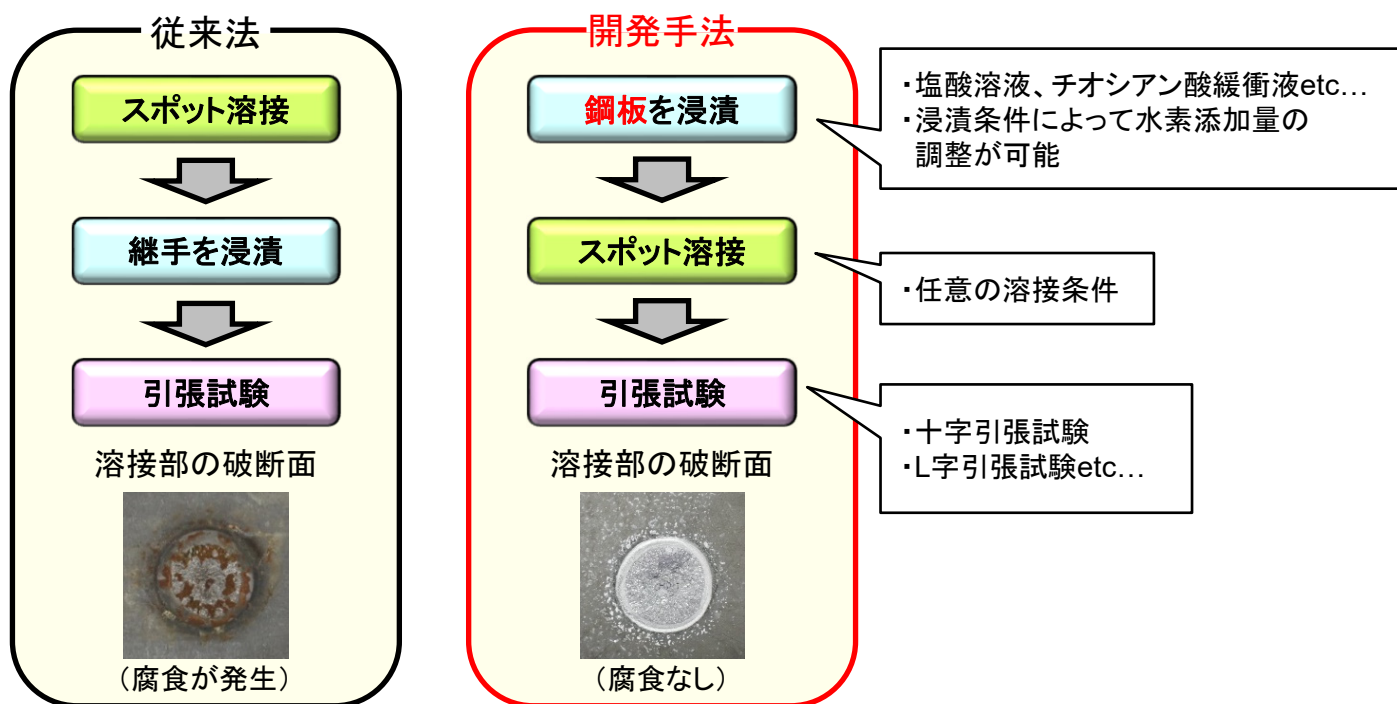 従来法
スポット溶接
継手を浸漬
引張試験
溶接部の破断面
（腐食が発生）
開発手法
鋼板を浸漬
スポット溶接
引張試験
溶接部の破断面
（腐食なし）
・塩酸溶液、チオシアン酸緩衝液etc…
・浸漬条件によって水素添加量の
調整が可能
・任意の溶接条件
・十字引張試験
・L字引張試験etc…